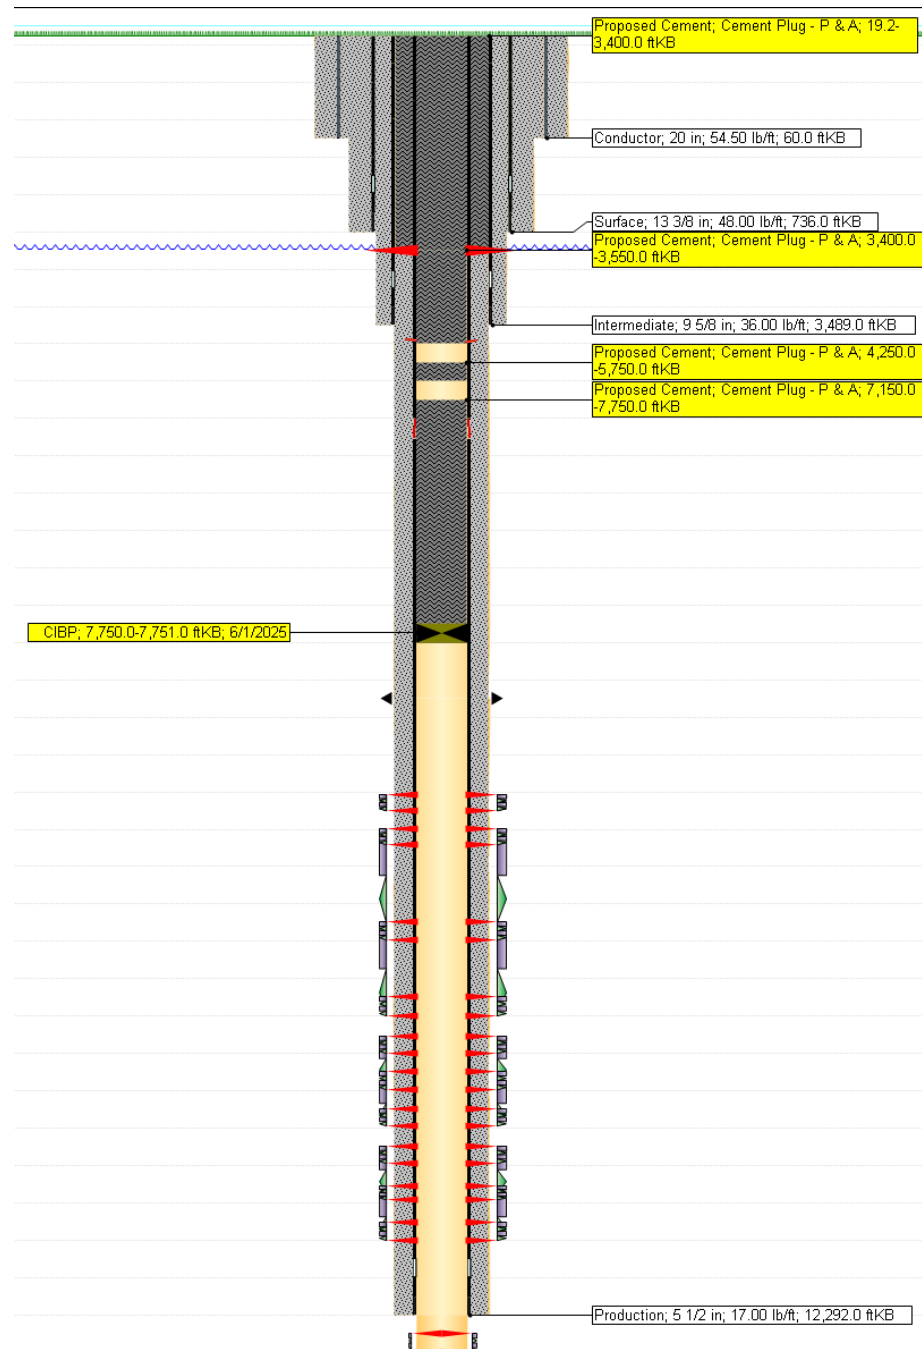 Proposed Cement; Cement Plug - P & A; 19.2-
3,400.0 ftKB
Conductor; 20 in; 54.50 lb/ft; 60.0 ftKB
Surface; 13 3/8 in; 48.00 lb/ft; 736.0 ftKB
Proposed Cement; Cement Plug - P & A; 3,400.0
-3,550.0 ftKB
Intermediate; 9 5/8 in; 36.00 lb/ft; 3,489.0 ftKB
Proposed Cement; Cement Plug - P & A; 4,250.0
-5,750.0 ftKB
Proposed Cement; Cement Plug - P & A; 7,150.0
-7,750.0 ftKB
CIBP; 7,750.0-7,751.0 ftKB; 6/1/2025
Production; 5 1/2 in; 17.00 lb/ft; 12,292.0 ftKB